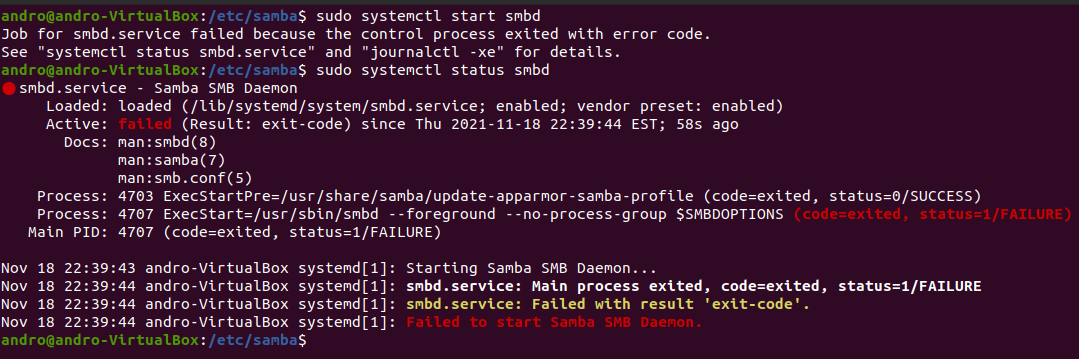 andro@andro-VirtualBox:/etc/samba$ sudo systemctl start smbd
Job for smbd.service failed because the control process exited with error code.
See "systemctl status smbd.service" and "journalctl -xe" for details.
andro@andro-VirtualBox:/etc/samba$ sudo systemctl status smbd
● smbd.service - Samba SMB Daemon
     Loaded: loaded (/lib/systemd/system/smbd.service; enabled; vendor preset: enabled)
     Active: failed (Result: exit-code) since Thu 2021-11-18 22:39:44 EST; 58s ago
       Docs: man:smbd(8)
             man:samba(7)
             man:smb.conf(5)
    Process: 4703 ExecStartPre=/usr/share/samba/update-apparmor-samba-profile (code=exited, status=0/SUCCESS)
    Process: 4707 ExecStart=/usr/sbin/smbd --foreground --no-process-group $SMBDOPTIONS (code=exited, status=1/FAILURE)
   Main PID: 4707 (code=exited, status=1/FAILURE)

Nov 18 22:39:43 andro-VirtualBox systemd[1]: Starting Samba SMB Daemon...
Nov 18 22:39:44 andro-VirtualBox systemd[1]: smbd.service: Main process exited, code=exited, status=1/FAILURE
Nov 18 22:39:44 andro-VirtualBox systemd[1]: smbd.service: Failed with result 'exit-code'.
Nov 18 22:39:44 andro-VirtualBox systemd[1]: Failed to start Samba SMB Daemon.
andro@andro-VirtualBox:/etc/samba$